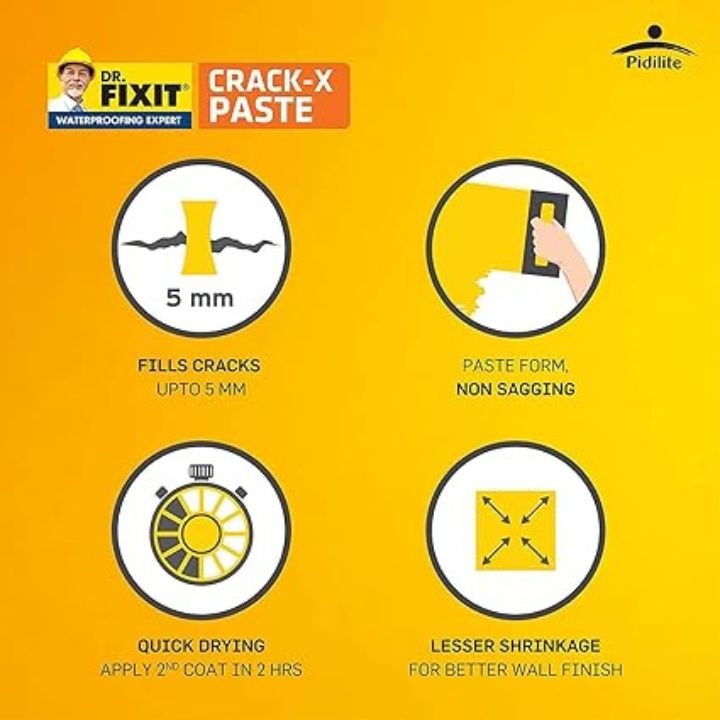 Pidilite
DR.
FIXIT®
WATERPROOFING EXPERT
CRACK-X
PASTE
5 mm
FILLS CRACKS
UPTO 5 MM
PASTE FORM,
NON SAGGING
QUICK DRYING
APPLY 2ND COAT IN 2 HRS
LESSER SHRINKAGE
FOR BETTER WALL FINISH